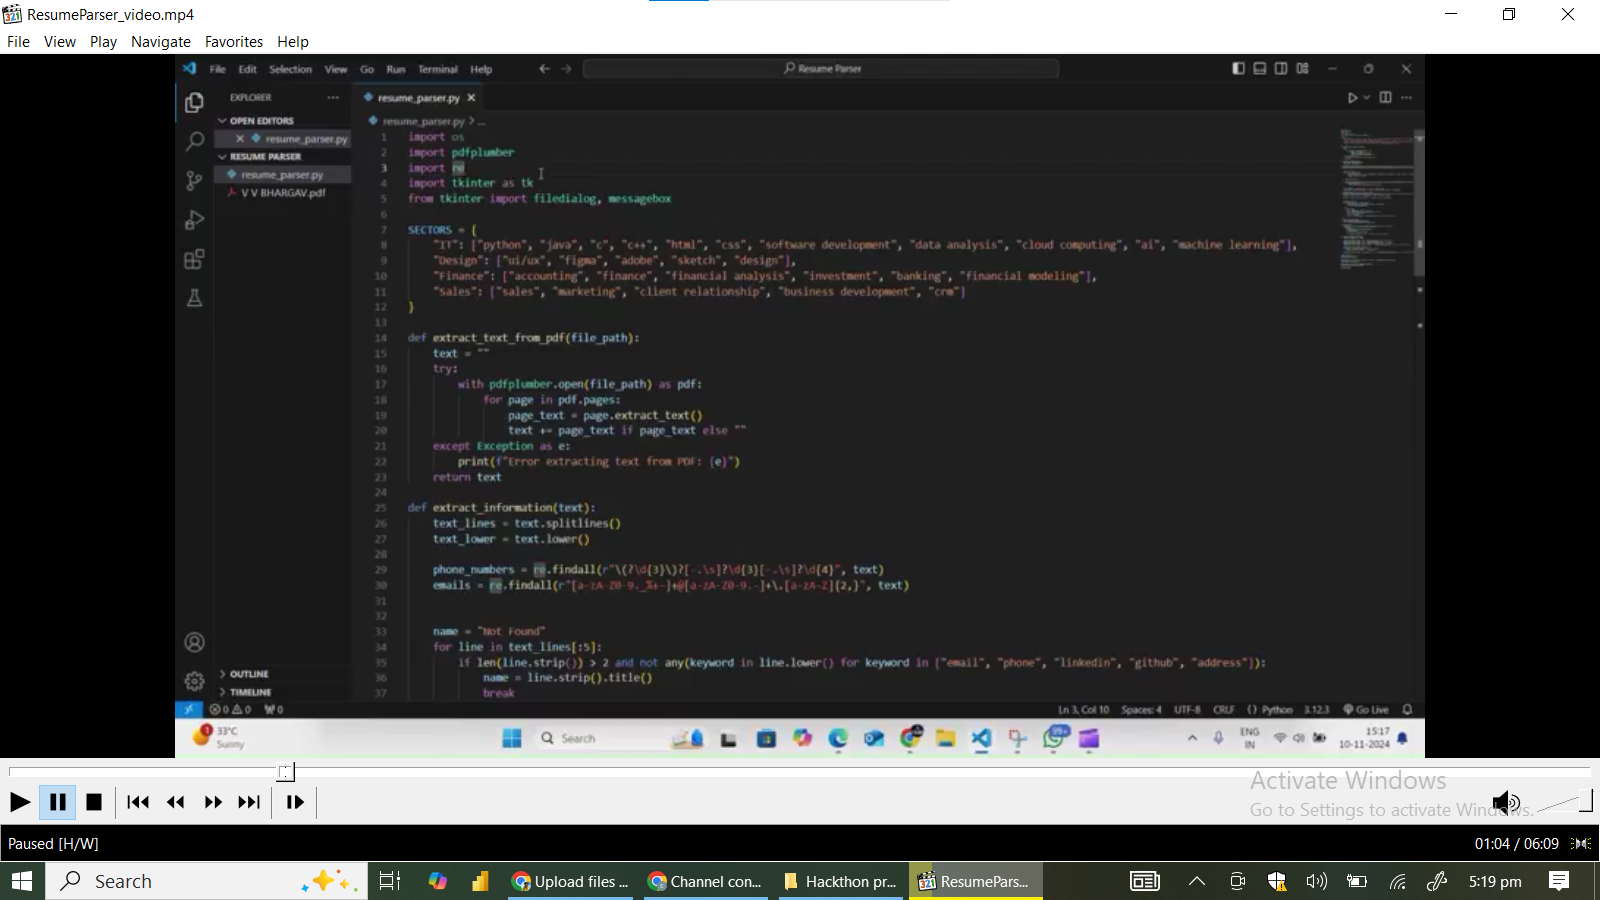 ResumeParser_video.mp4
File View Play Navigate Favorites Help
File Edit Selection View Go Run Terminal Help
Resume Parser
EXPLORER
resume_parser.py
OPEN EDITORS
resume_parser.py
RESUME PARSER
resume_parser.py
V V BHARGAV.pdf
OUTLINE
TIMELINE
resume_parser.py > ...
1 import os
2 import pdfplumber
3 import re
4 import tkinter as tk
5 from tkinter import filedialog, messagebox
6
7 SECTORS = {
8 "IT": ["python", "java", "c", "c++", "html", "css", "software development", "data analysis", "cloud computing", "ai", "machine learning"],
9 "Design": ["ui/ux", "figma", "adobe", "sketch", "design"],
10 "Finance": ["accounting", "finance", "financial analysis", "investment", "banking", "financial modeling"],
11 "Sales": ["sales", "marketing", "client relationship", "business development", "crm"]
12 }
13
14 def extract_text_from_pdf(file_path):
15 text = ""
16 try:
17 with pdfplumber.open(file_path) as pdf:
18 for page in pdf.pages:
19 page_text = page.extract_text()
20 text += page_text if page_text else ""
21 except Exception as e:
22 print(f"Error extracting text from PDF: {e}")
23 return text
24
25 def extract_information(text):
26 text_lines = text.splitlines()
27 text_lower = text.lower()
28
29 phone_numbers = re.findall(r"\(?\d{3}\)?[-.\s]?\d{3}[-.\s]?\d{4}", text)
30 emails = re.findall(r"[a-zA-Z0-9._%+-]+@[a-zA-Z0-9.-]+\.[a-zA-Z]{2,}", text)
31
32
33 name = "Not Found"
34 for line in text_lines[:5]:
35 if len(line.strip()) > 2 and not any(keyword in line.lower() for keyword in ["email", "phone", "linkedin", "github", "address"]):
36 name = line.strip().title()
37 break
0 0 0
Ln 3, Col 10 Spaces: 4 UTF-8 CRLF {} Python 3.12.3 Go Live
33°C
Sunny
Search
99+
ENG
IN
15:17
10-11-2024
Activate Windows
Go to Settings to activate Windows.
Paused [H/W]
01:04 / 06:09
Search
Upload files ...
Channel con...
Hackthon pr...
ResumePars...
5:19 pm